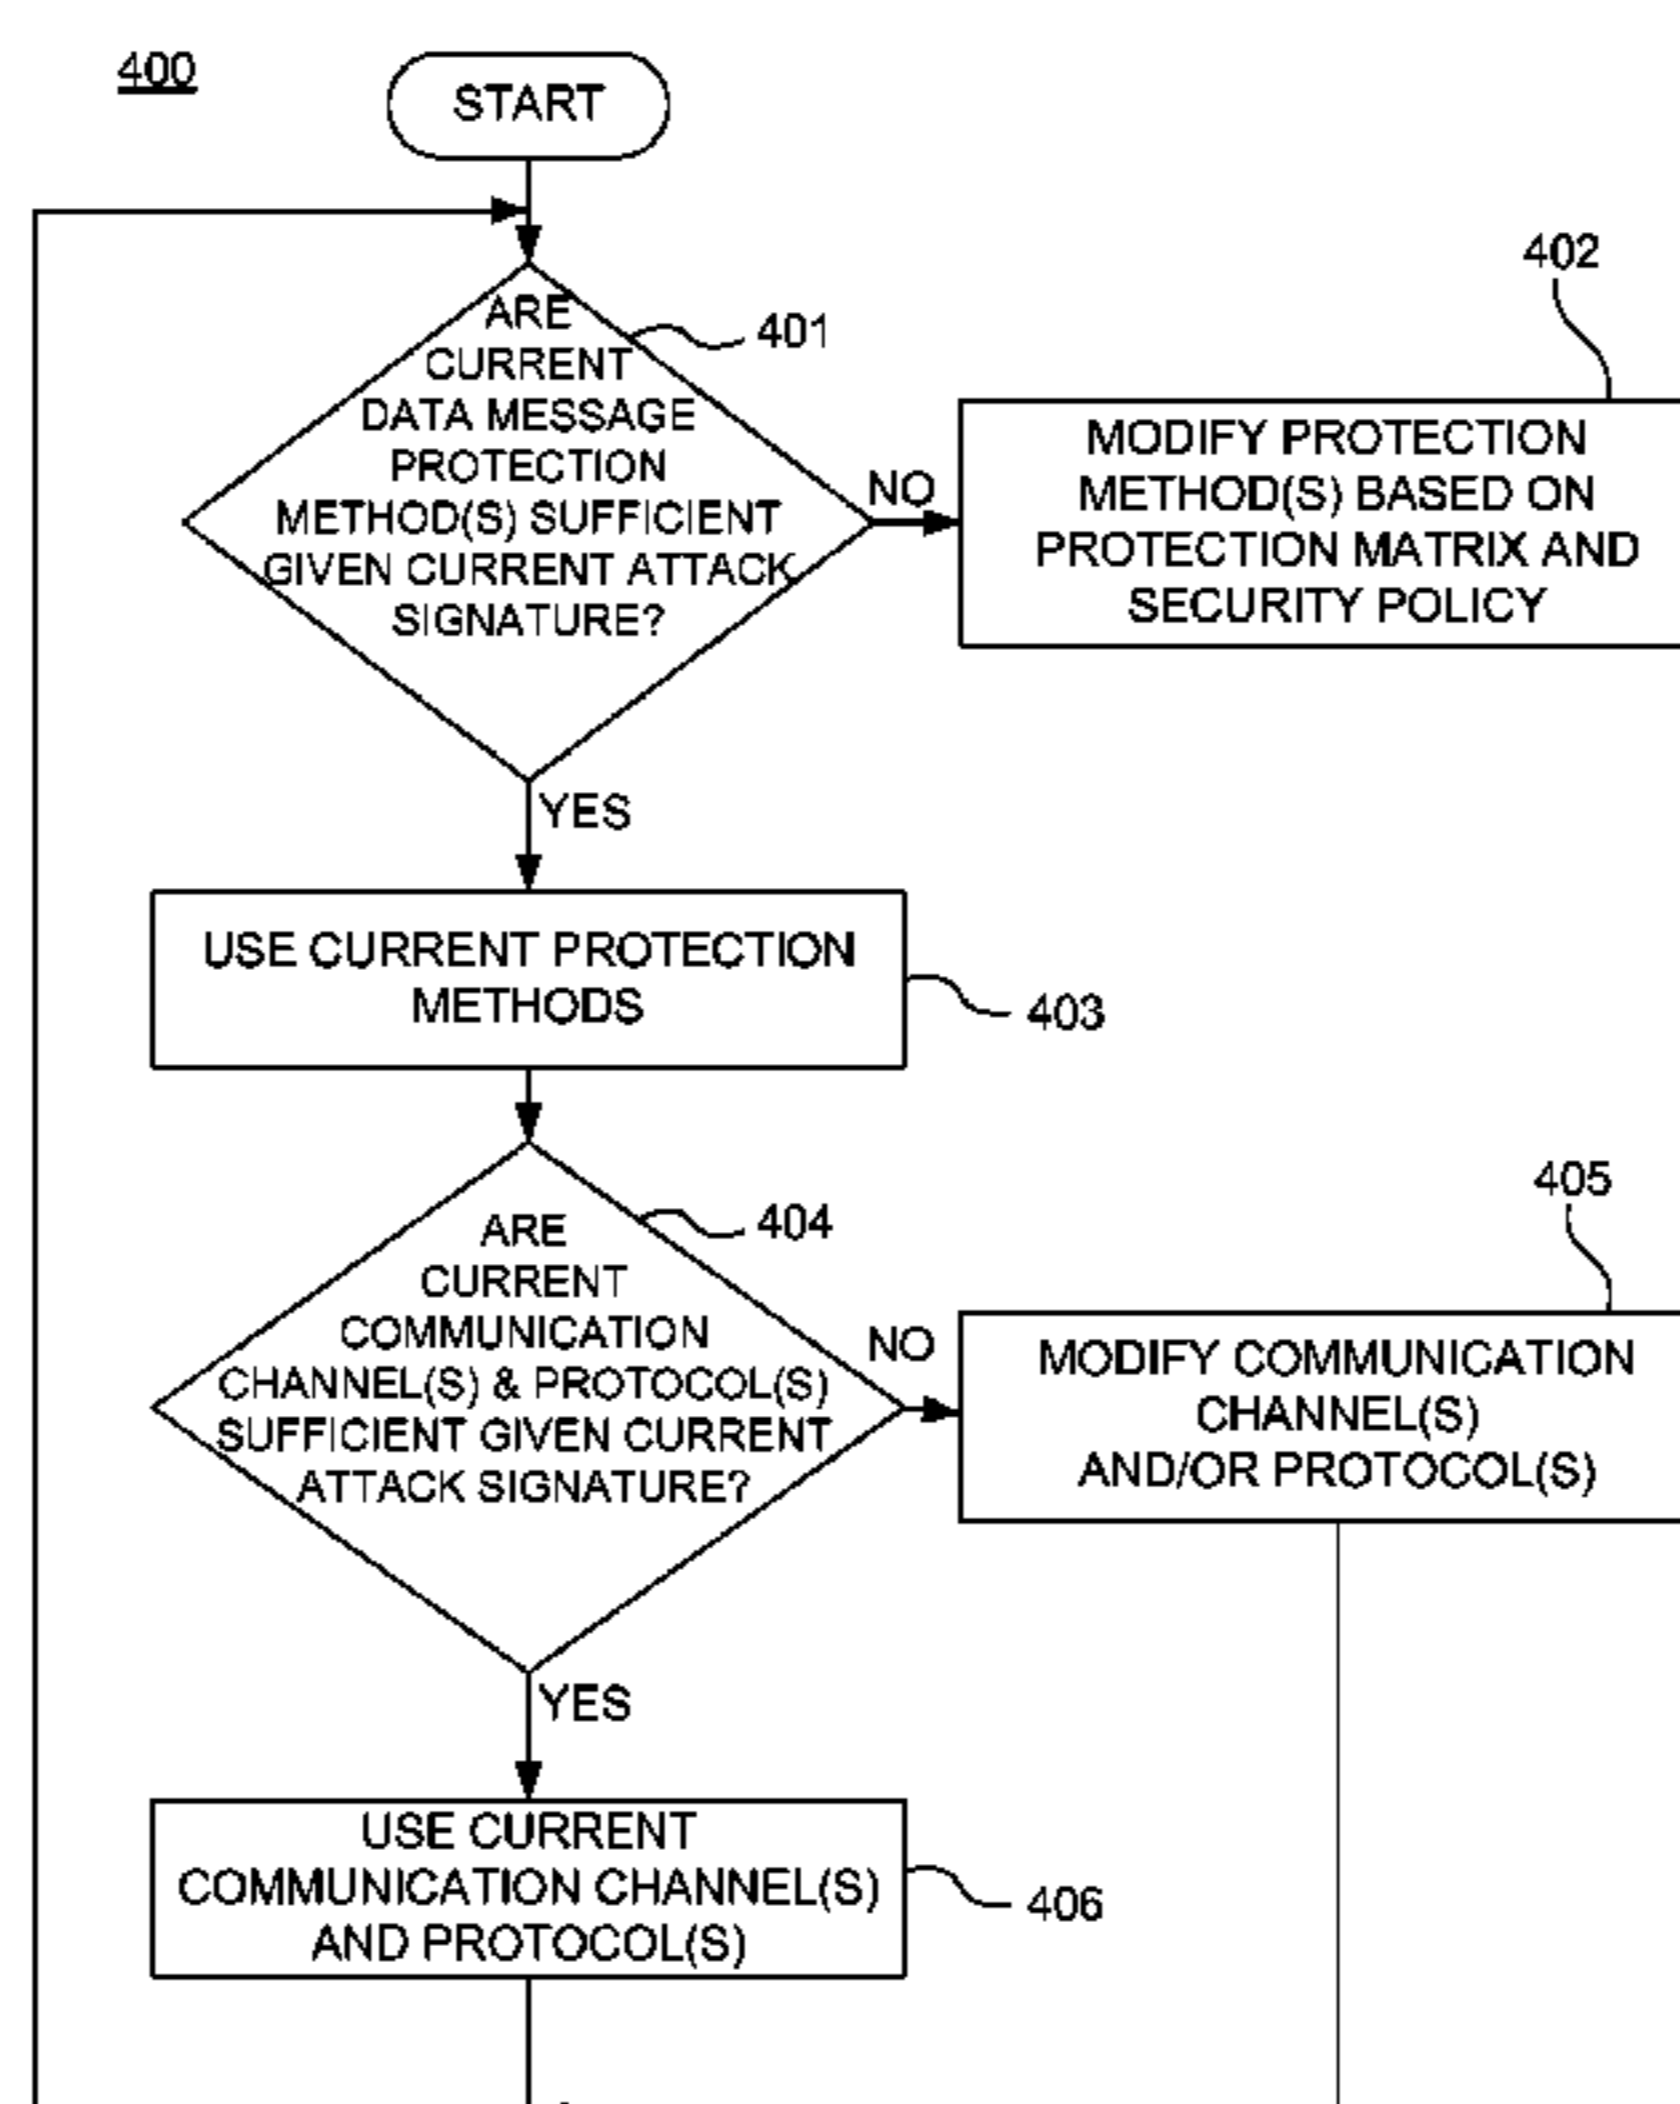 400
START
ARE
CURRENT
DATA MESSAGE
PROTECTION
METHOD(S) SUFFICIENT
GIVEN CURRENT ATTACK
SIGNATURE?
401
NO
402
MODIFY PROTECTION
METHOD(S) BASED ON
PROTECTION MATRIX AND
SECURITY POLICY
YES
USE CURRENT PROTECTION
METHODS
403
ARE
CURRENT
COMMUNICATION
CHANNEL(S) & PROTOCOL(S)
SUFFICIENT GIVEN CURRENT
ATTACK SIGNATURE?
404
NO
405
MODIFY COMMUNICATION
CHANNEL(S)
AND/OR PROTOCOL(S)
YES
USE CURRENT
COMMUNICATION CHANNEL(S)
AND PROTOCOL(S)
406